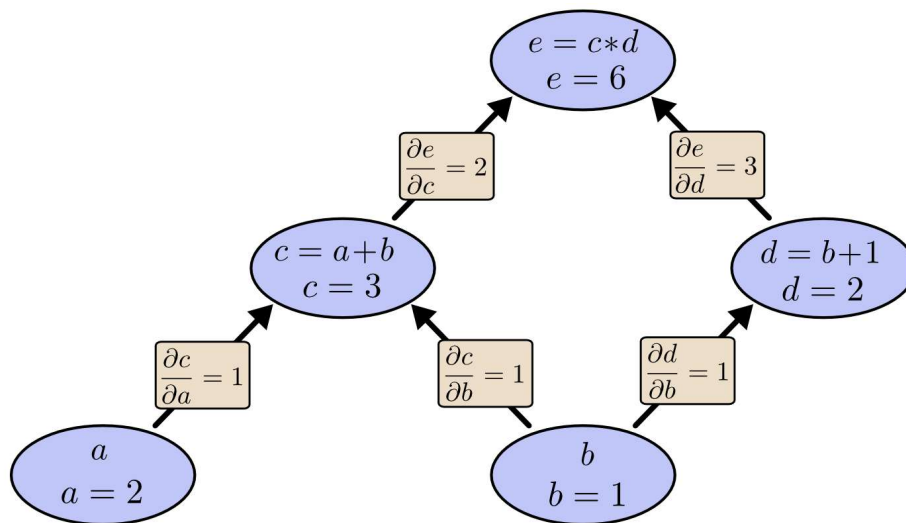 e = c*d
e = 6
∂e/∂c = 2
∂e/∂d = 3
c = a+b
c = 3
d = b+1
d = 2
∂c/∂a = 1
∂c/∂b = 1
∂d/∂b = 1
a
a = 2
b
b = 1